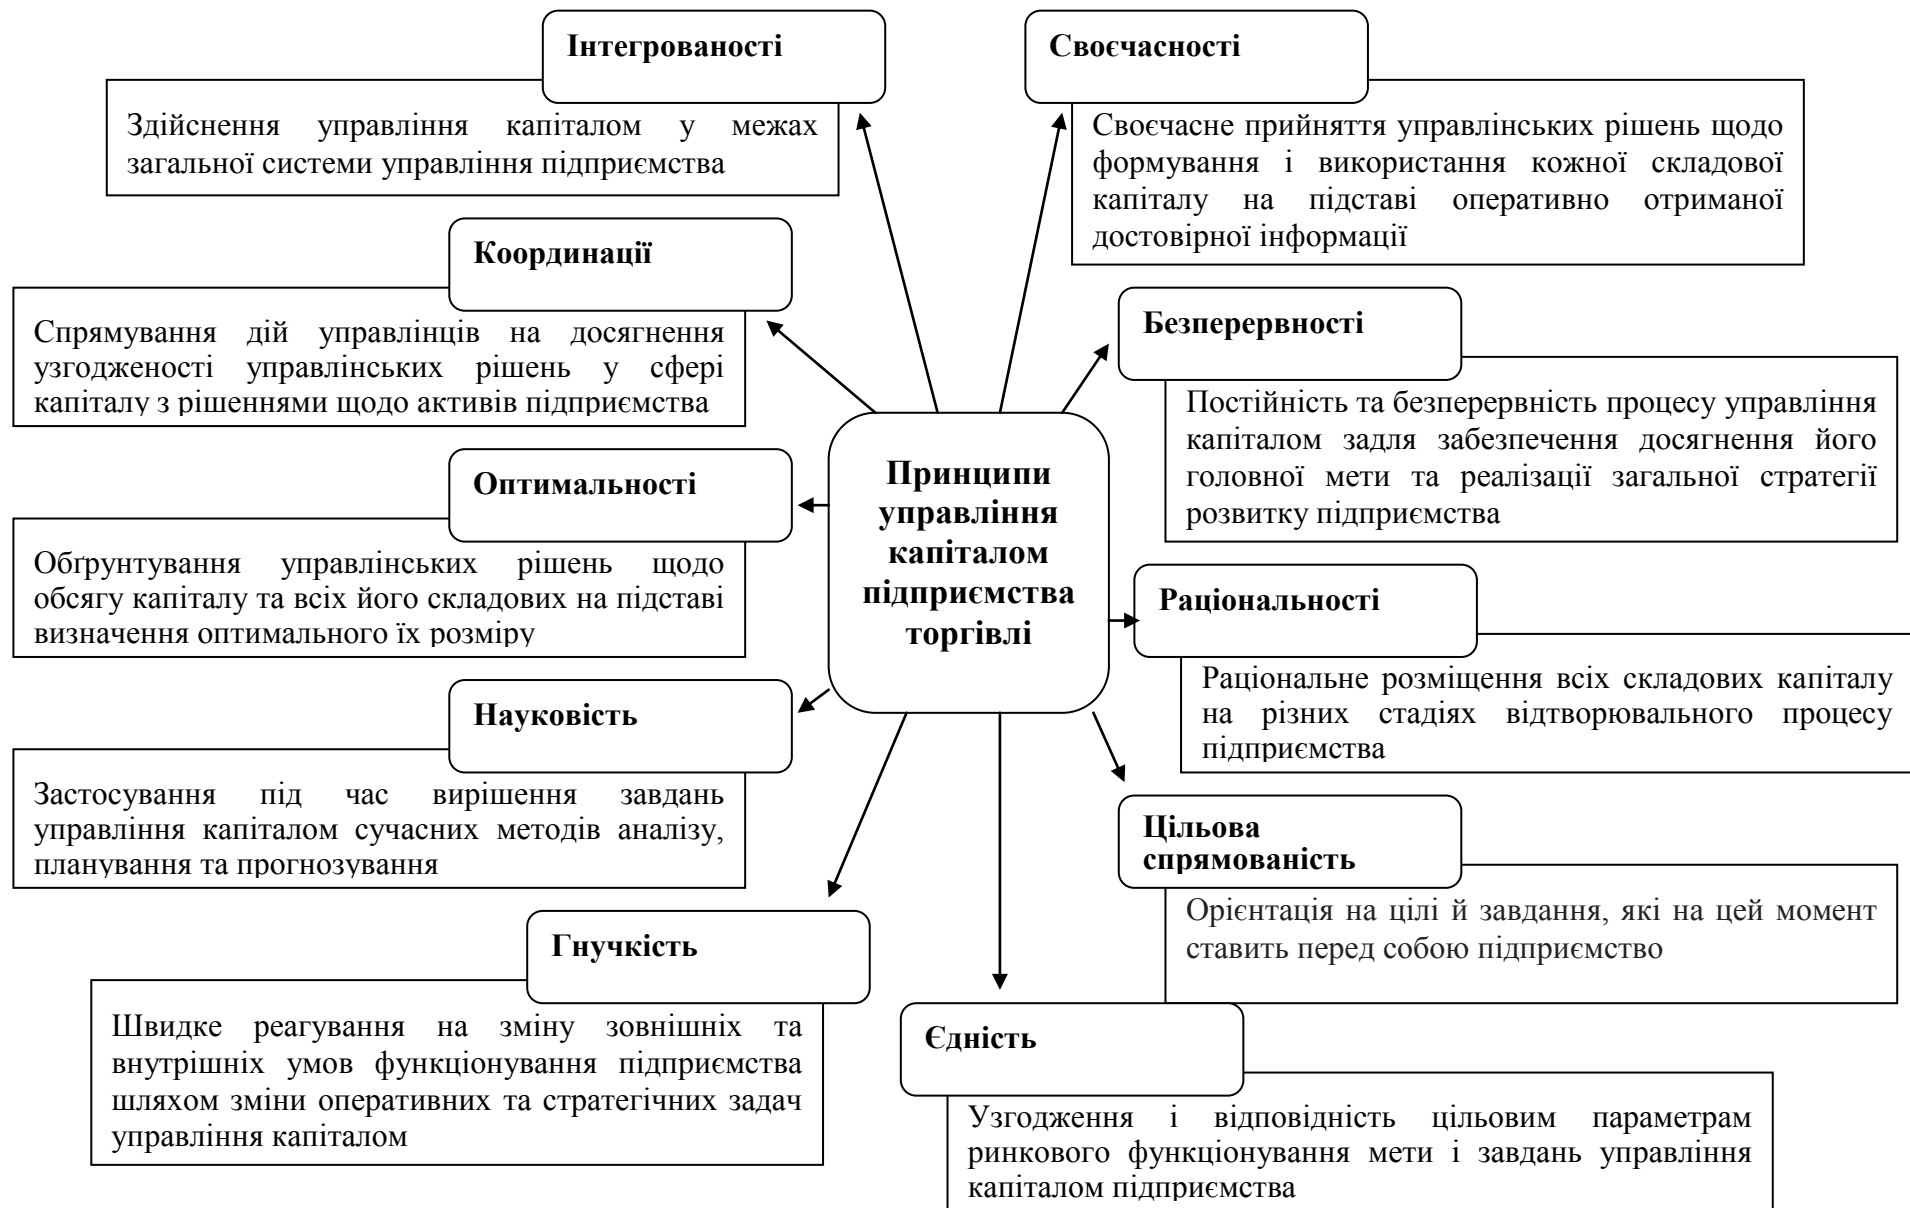 Інтегрованості
Здійснення управління капіталом у межах
загальної системи управління підприємства
Своєчасності
Своєчасне прийняття управлінських рішень щодо
формування і використання кожної складової
капіталу на підставі оперативно отриманої
достовірної інформації
Координації
Спрямування дій управлінців на досягнення
узгодженості управлінських рішень у сфері
капіталу з рішеннями щодо активів підприємства
Безперервності
Постійність та безперервність процесу управління
капіталом задля забезпечення досягнення його
головної мети та реалізації загальної стратегії
розвитку підприємства
Принципи
управління
капіталом
підприємства
торгівлі
Оптимальності
Обґрунтування управлінських рішень щодо
обсягу капіталу та всіх його складових на підставі
визначення оптимального їх розміру
Раціональності
Раціональне розміщення всіх складових капіталу
на різних стадіях відтворювального процесу
підприємства
Науковість
Застосування під час вирішення завдань
управління капіталом сучасних методів аналізу,
планування та прогнозування
Цільова
спрямованість
Орієнтація на цілі й завдання, які на цей момент
ставить перед собою підприємство
Гнучкість
Швидке реагування на зміну зовнішніх та
внутрішніх умов функціонування підприємства
шляхом зміни оперативних та стратегічних задач
управління капіталом
Єдність
Узгодження і відповідність цільовим параметрам
ринкового функціонування мети і завдань управління
капіталом підприємства